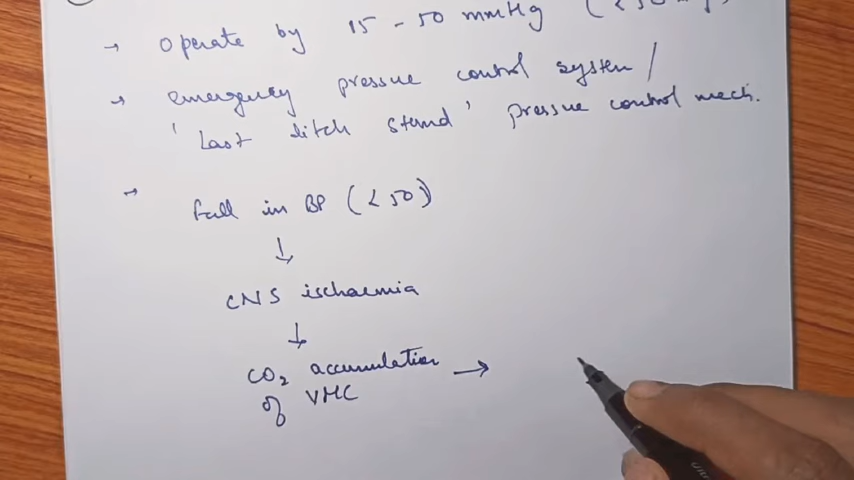 → operate by 15 - 50 mmHg
→ emergency pressure control system /
'Last ditch stand' pressure control mech.
→ fall in BP (< 50)
↓
CNS ischaemia
↓
CO₂ accumulation →
of VMC